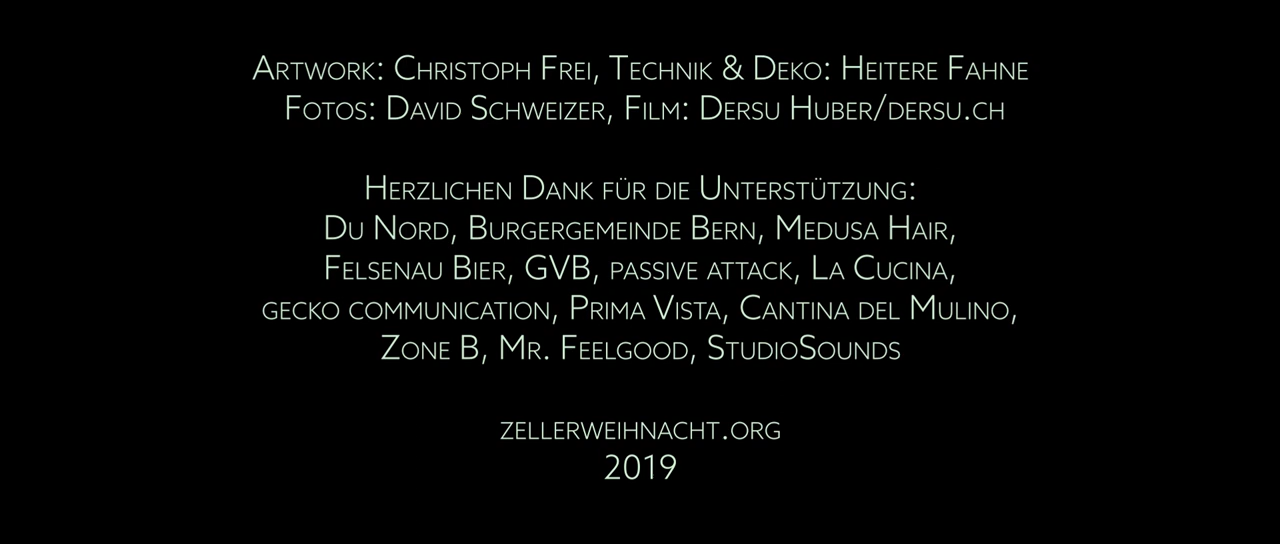 Artwork: Christoph Frei, Technik & Deko: Heitere Fahne
Fotos: David Schweizer, Film: Dersu Huber/dersu.ch
Herzlichen Dank für die Unterstützung:
Du Nord, Burgergemeinde Bern, Medusa Hair,
Felsenau Bier, GVB, passive attack, La Cucina,
gecko communication, Prima Vista, Cantina del Mulino,
Zone B, Mr. Feelgood, StudioSounds
zellerweihnacht.org
2019